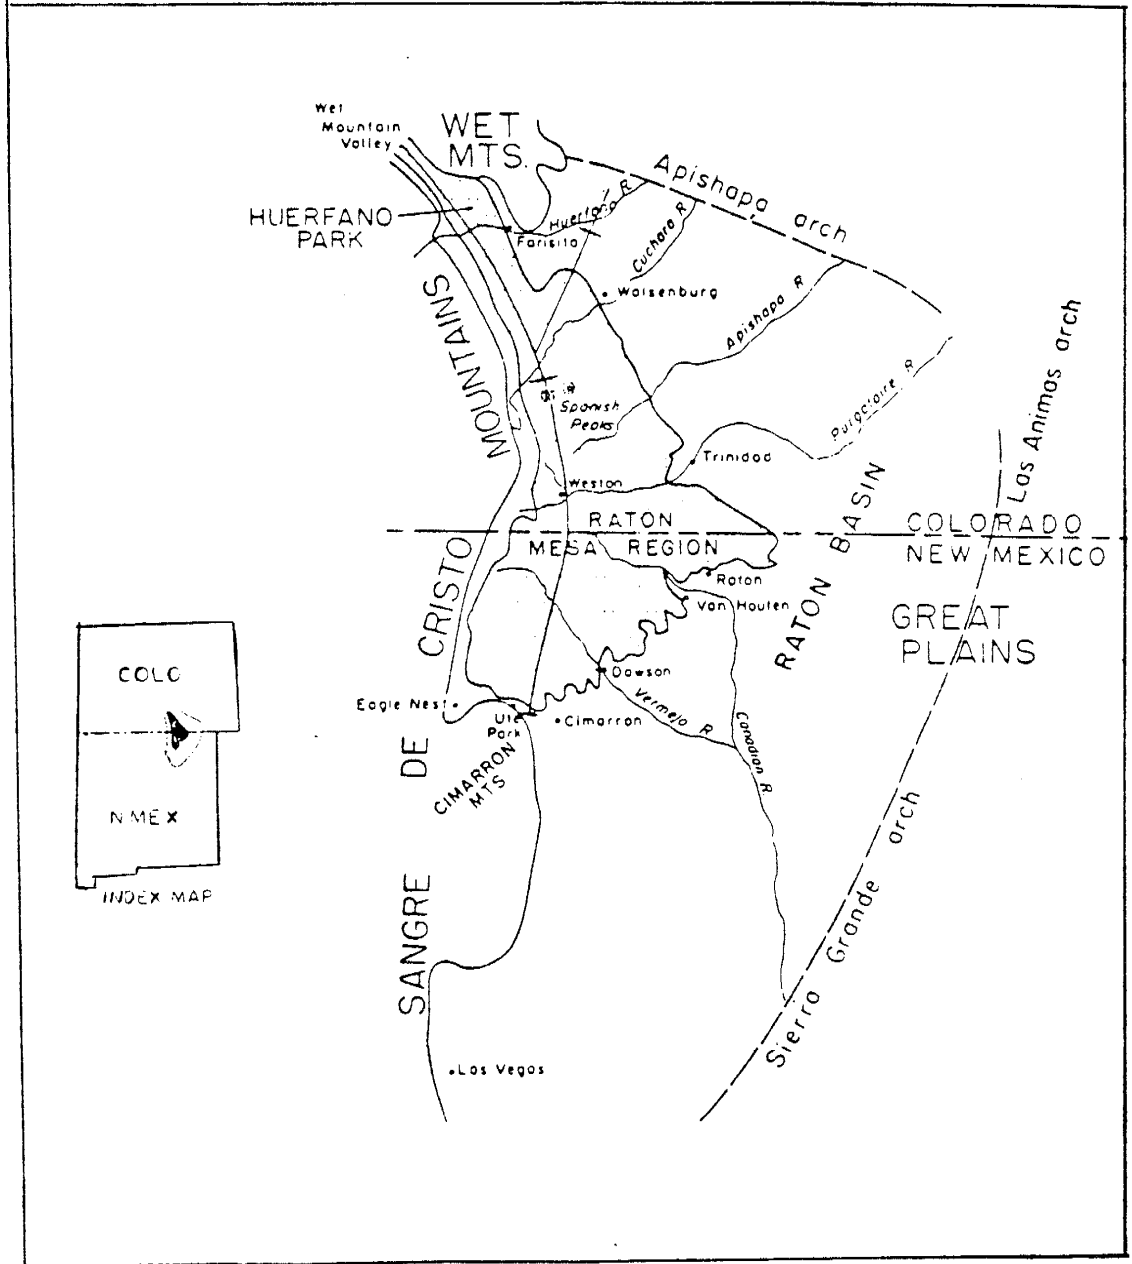 Wet
Mountain
Valley
WET
MTS.
Apishapa arch
HUERFANO
PARK
Huerfano R
Farisita
Cuchara R
Walsenburg
Apishapa R
MOUNTAINS
Spanish
Peaks
Purgatoire R
Las Animas arch
Trinidad
Weston
RATON
MESA REGION
RATON BASIN
COLORADO
NEW MEXICO
CRISTO
Raton
Van Houten
GREAT
PLAINS
COLO
Dawson
Eagle Nest
Ute
Park
Cimarron
Vermejo R
Canadian R.
DE
CIMARRON
MTS
N MEX
INDEX MAP
SANGRE
Sierra Grande arch
Las Vegas